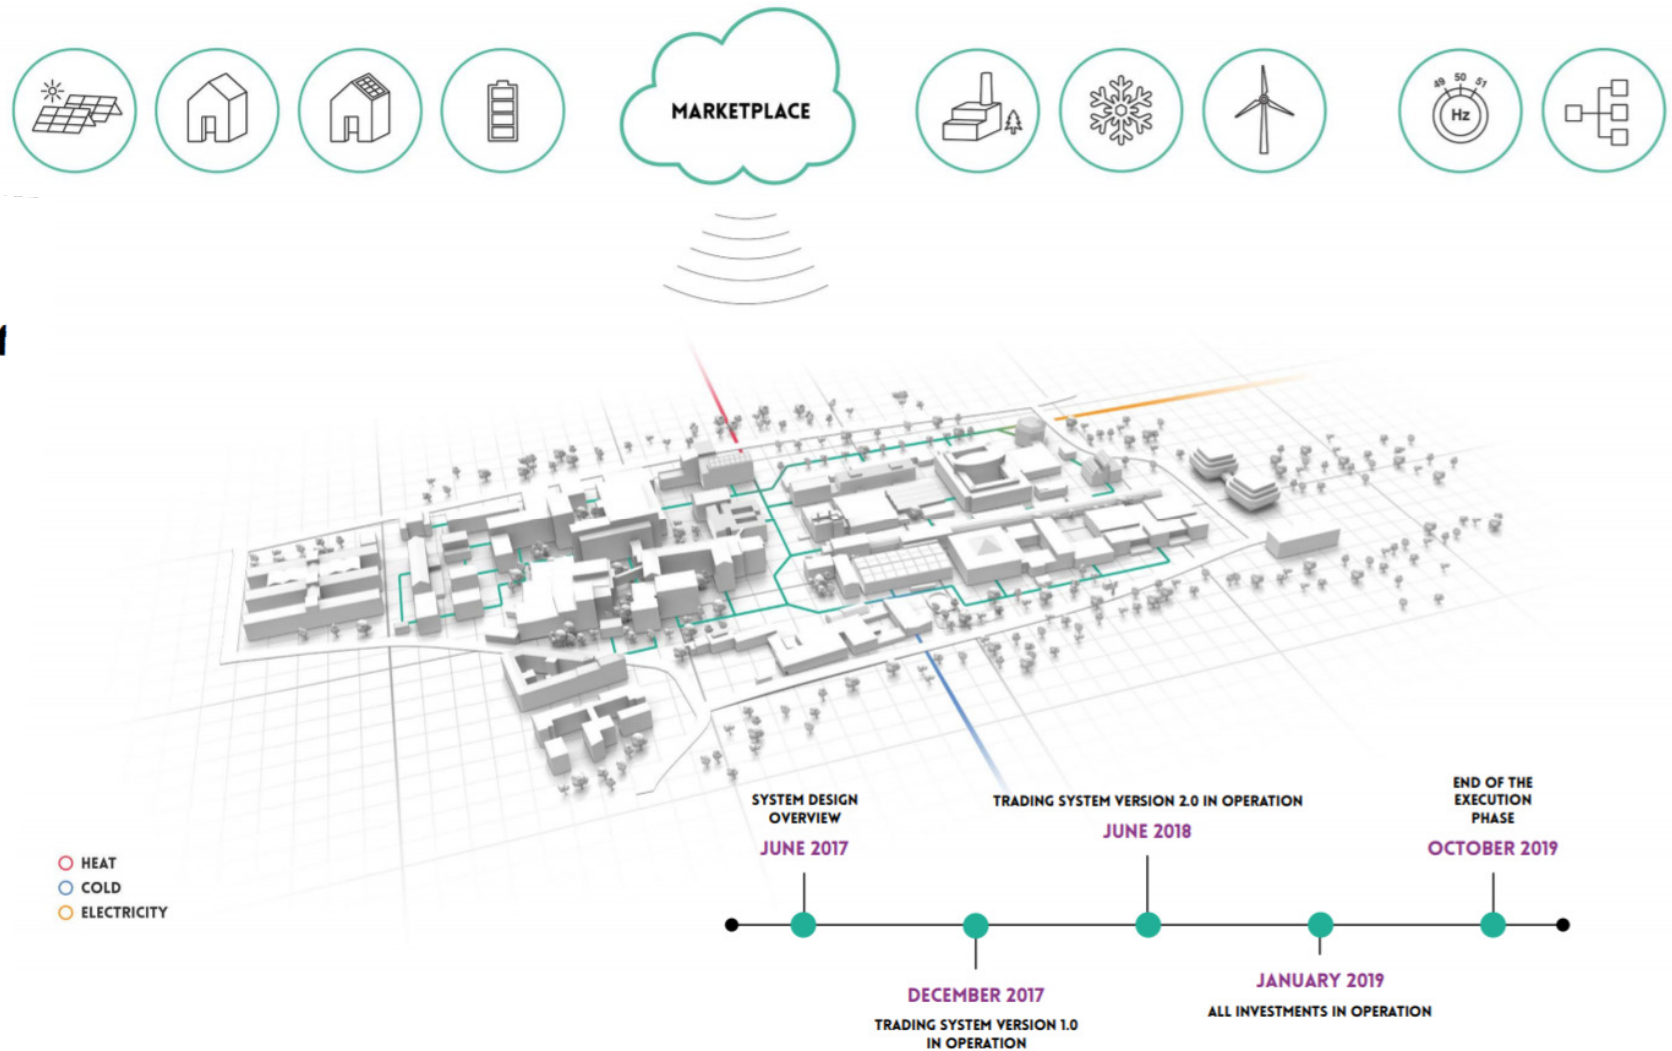 49 50 51
Hz
MARKETPLACE
HEAT
COLD
ELECTRICITY
SYSTEM DESIGN
OVERVIEW
JUNE 2017
DECEMBER 2017
TRADING SYSTEM VERSION 1.0
IN OPERATION
TRADING SYSTEM VERSION 2.0 IN OPERATION
JUNE 2018
JANUARY 2019
ALL INVESTMENTS IN OPERATION
END OF THE
EXECUTION
PHASE
OCTOBER 2019